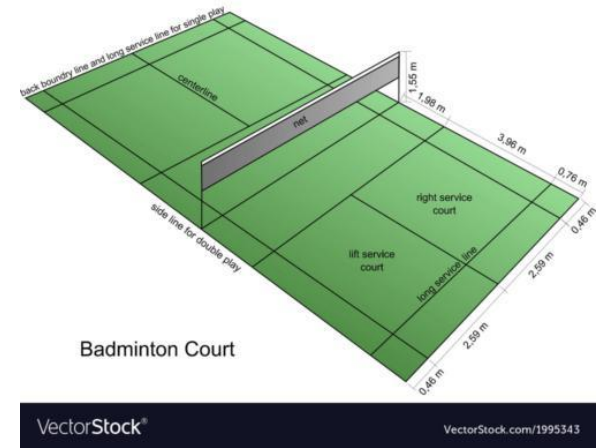 back boundry line and long service line for single play
centerline
net
1,55 m
1,98 m
3,96 m
0,76 m
right service
court
lift service
court
long service line
side line for double play
0,46 m
2,59 m
2,59 m
0,46 m
Badminton Court
VectorStock®
VectorStock.com/1995343